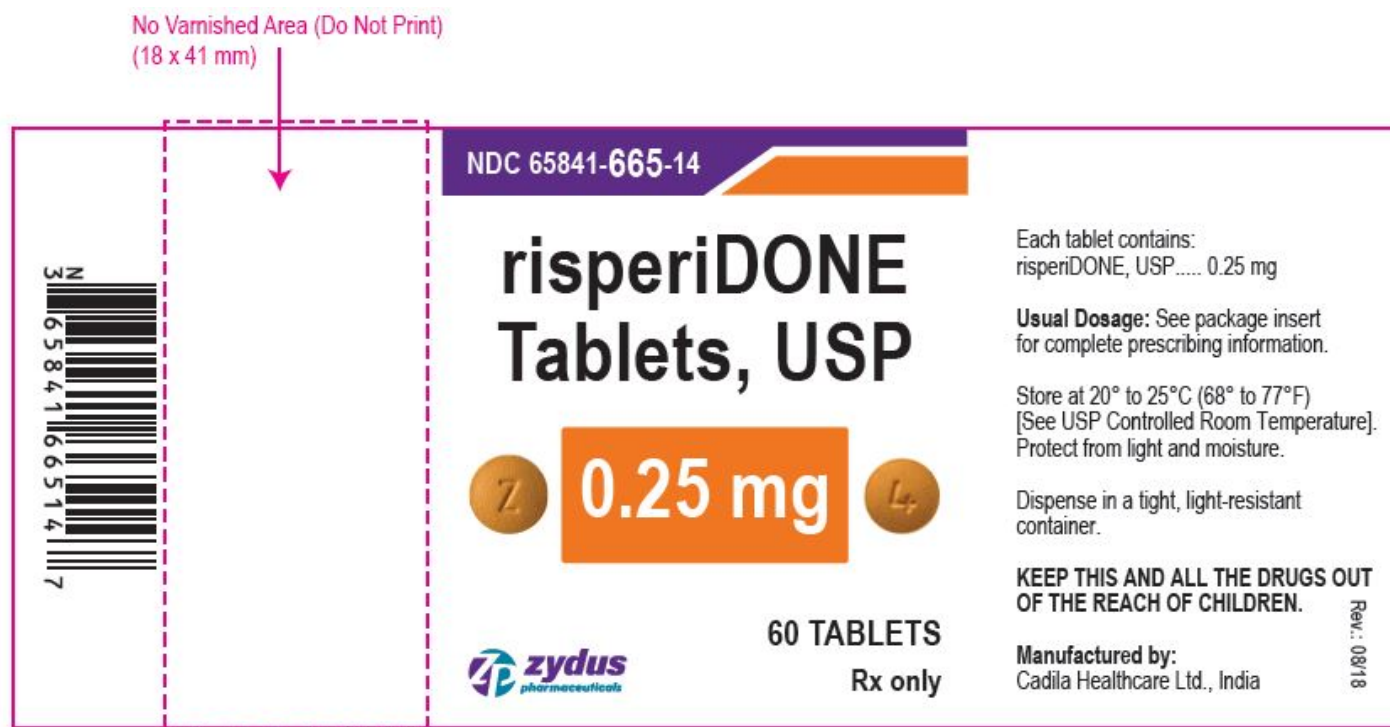 No Varnished Area (Do Not Print)
(18 x 41 mm)
N
3 65841 66514 7
NDC 65841-665-14
risperiDONE
Tablets, USP
Z
0.25 mg
4
60 TABLETS
Rx only
zydus
pharmaceuticals
Each tablet contains:
risperiDONE, USP..... 0.25 mg
Usual Dosage: See package insert
for complete prescribing information.
Store at 20° to 25°C (68° to 77°F)
[See USP Controlled Room Temperature].
Protect from light and moisture.
Dispense in a tight, light-resistant
container.
KEEP THIS AND ALL THE DRUGS OUT
OF THE REACH OF CHILDREN.
Manufactured by:
Cadila Healthcare Ltd., India
Rev.: 08/18